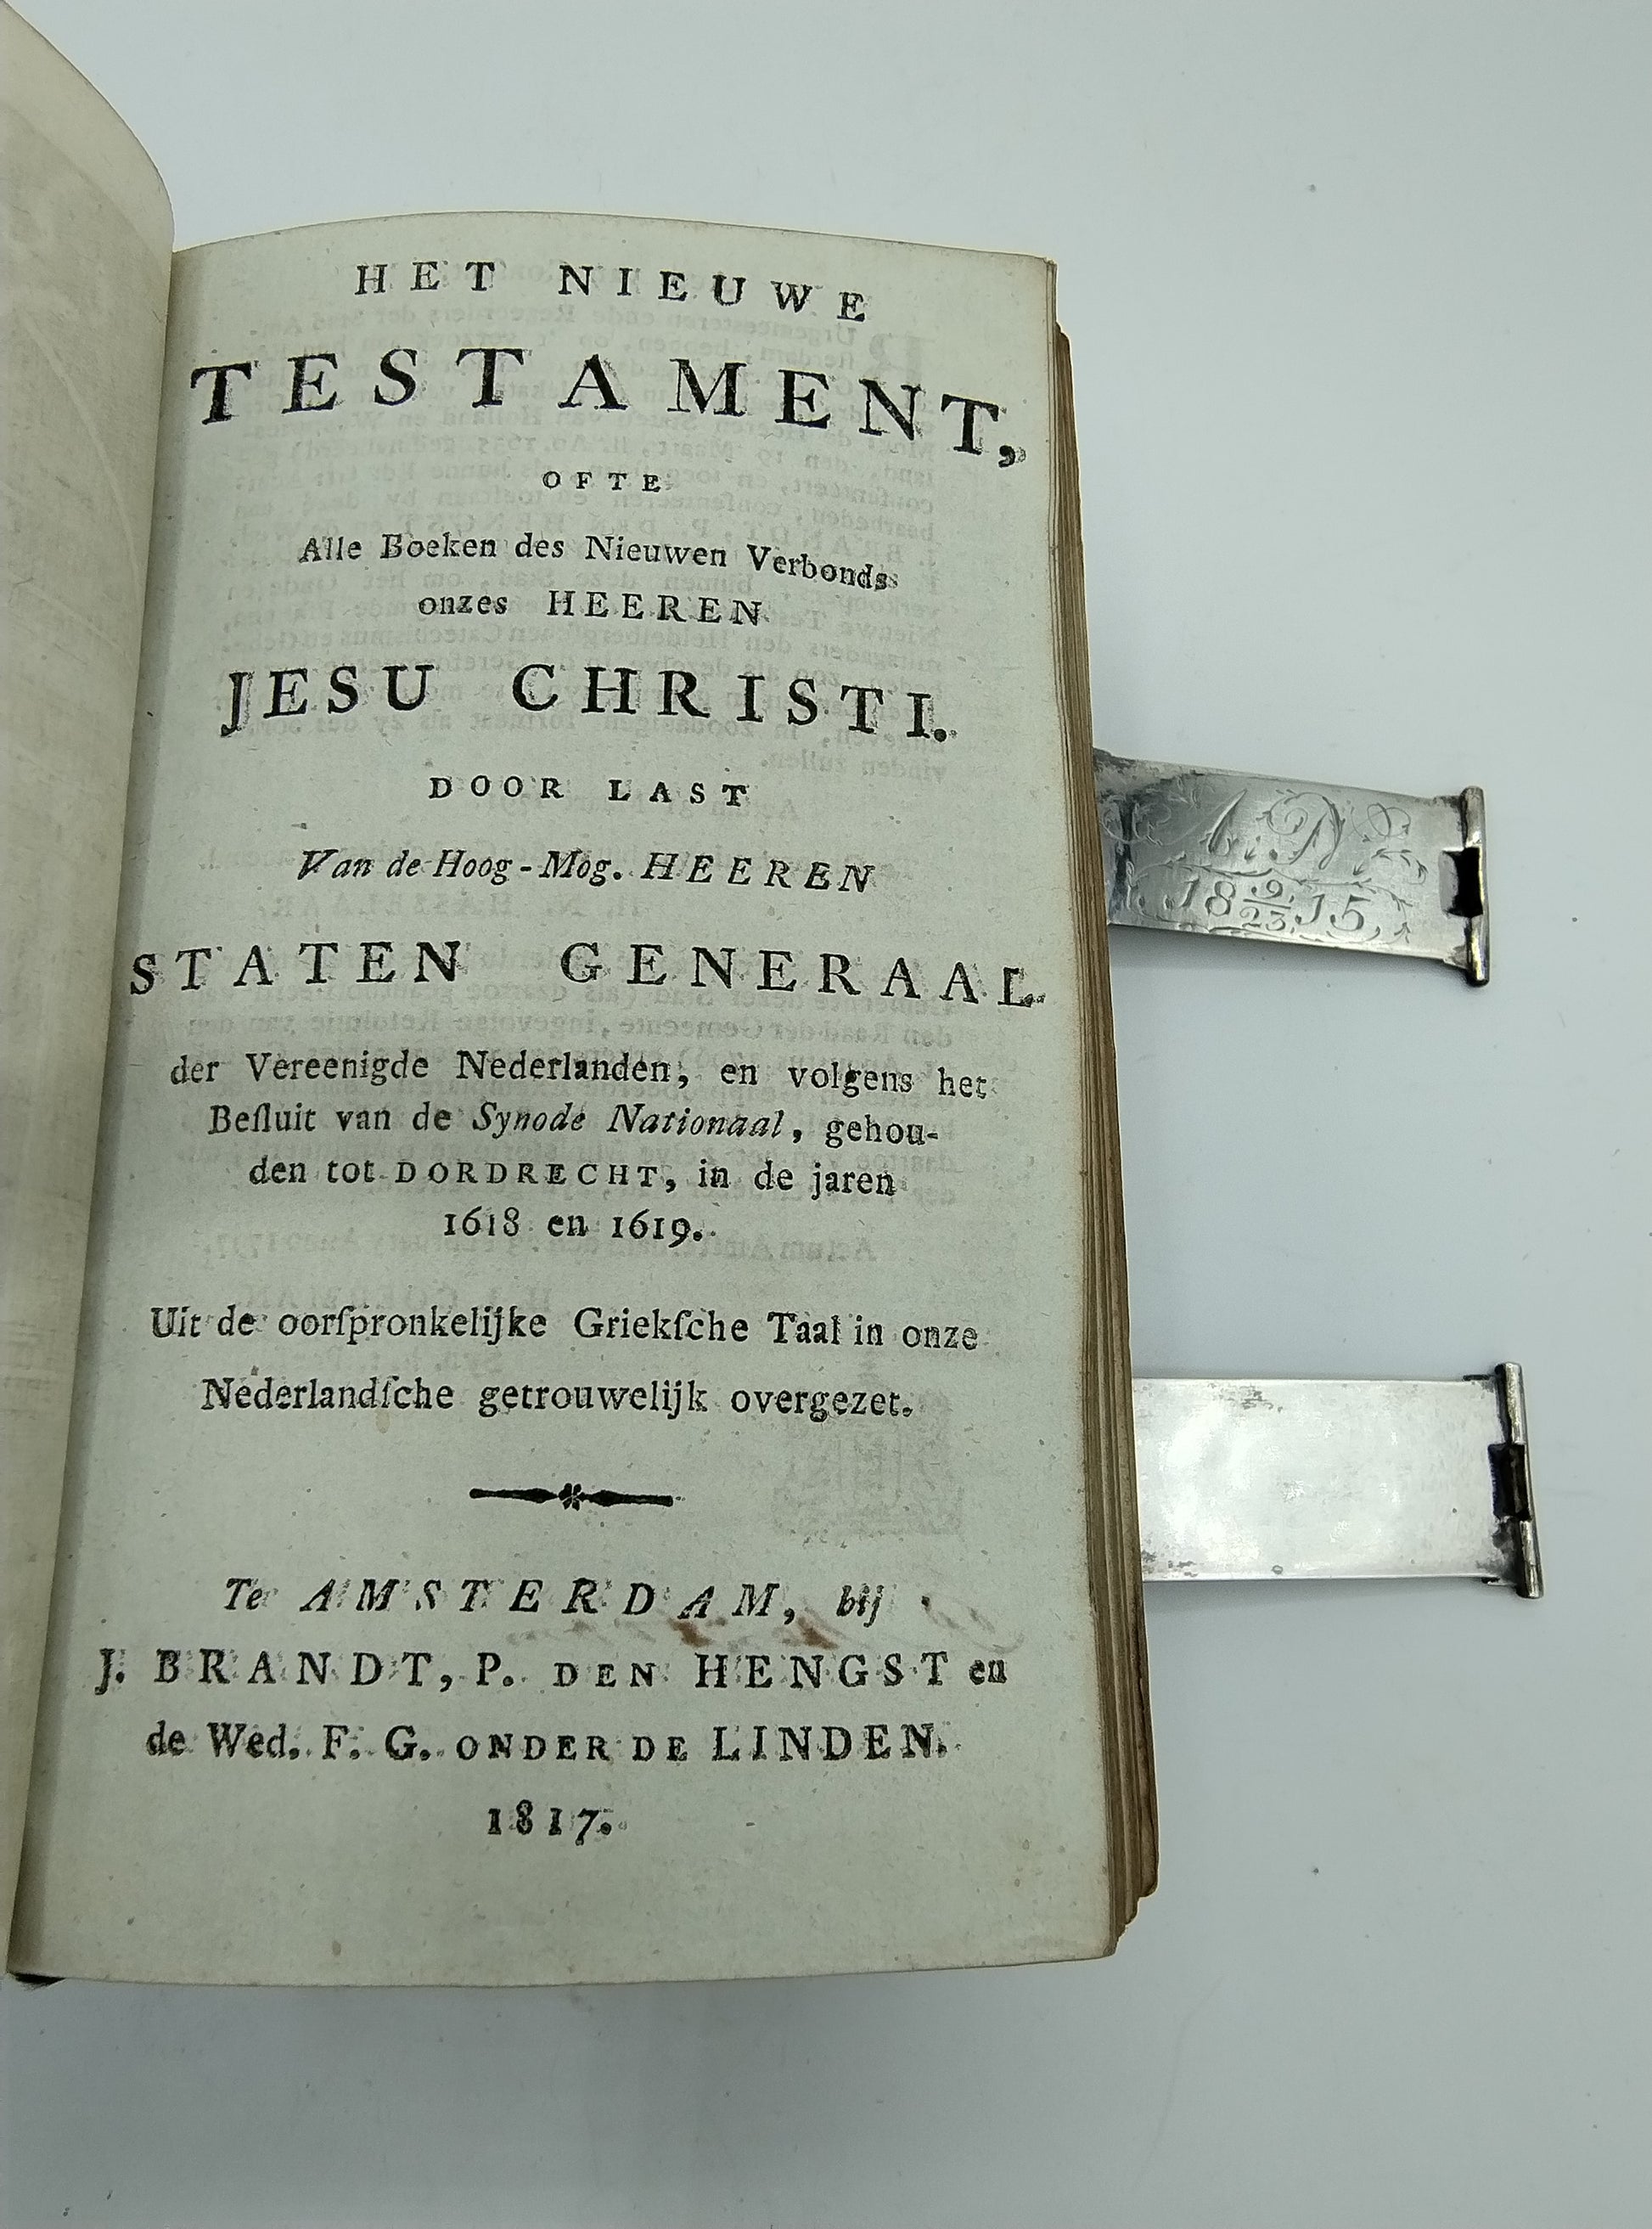 HET NIEUWE
TESTAMENT,
OFTE
Alle Boeken des Nieuwen Verbonds
onzes HEEREN
JESU CHRISTI.
DOOR LAST
Van de Hoog-Mog. HEEREN
STATEN GENERAAL
der Vereenigde Nederlanden, en volgens het
Beſluit van de Synode Nationaal, gehou-
den tot DORDRECHT, in de jaren
1618 en 1619.
Uit de oorſpronkelijke Griekſche Taal in onze
Nederlandſche getrouwelijk overgezet.
Te AMSTERDAM, bij
J. BRANDT, P. DEN HENGST en
de Wed. F. G. ONDER DE LINDEN.
1817.
18 9/23 15